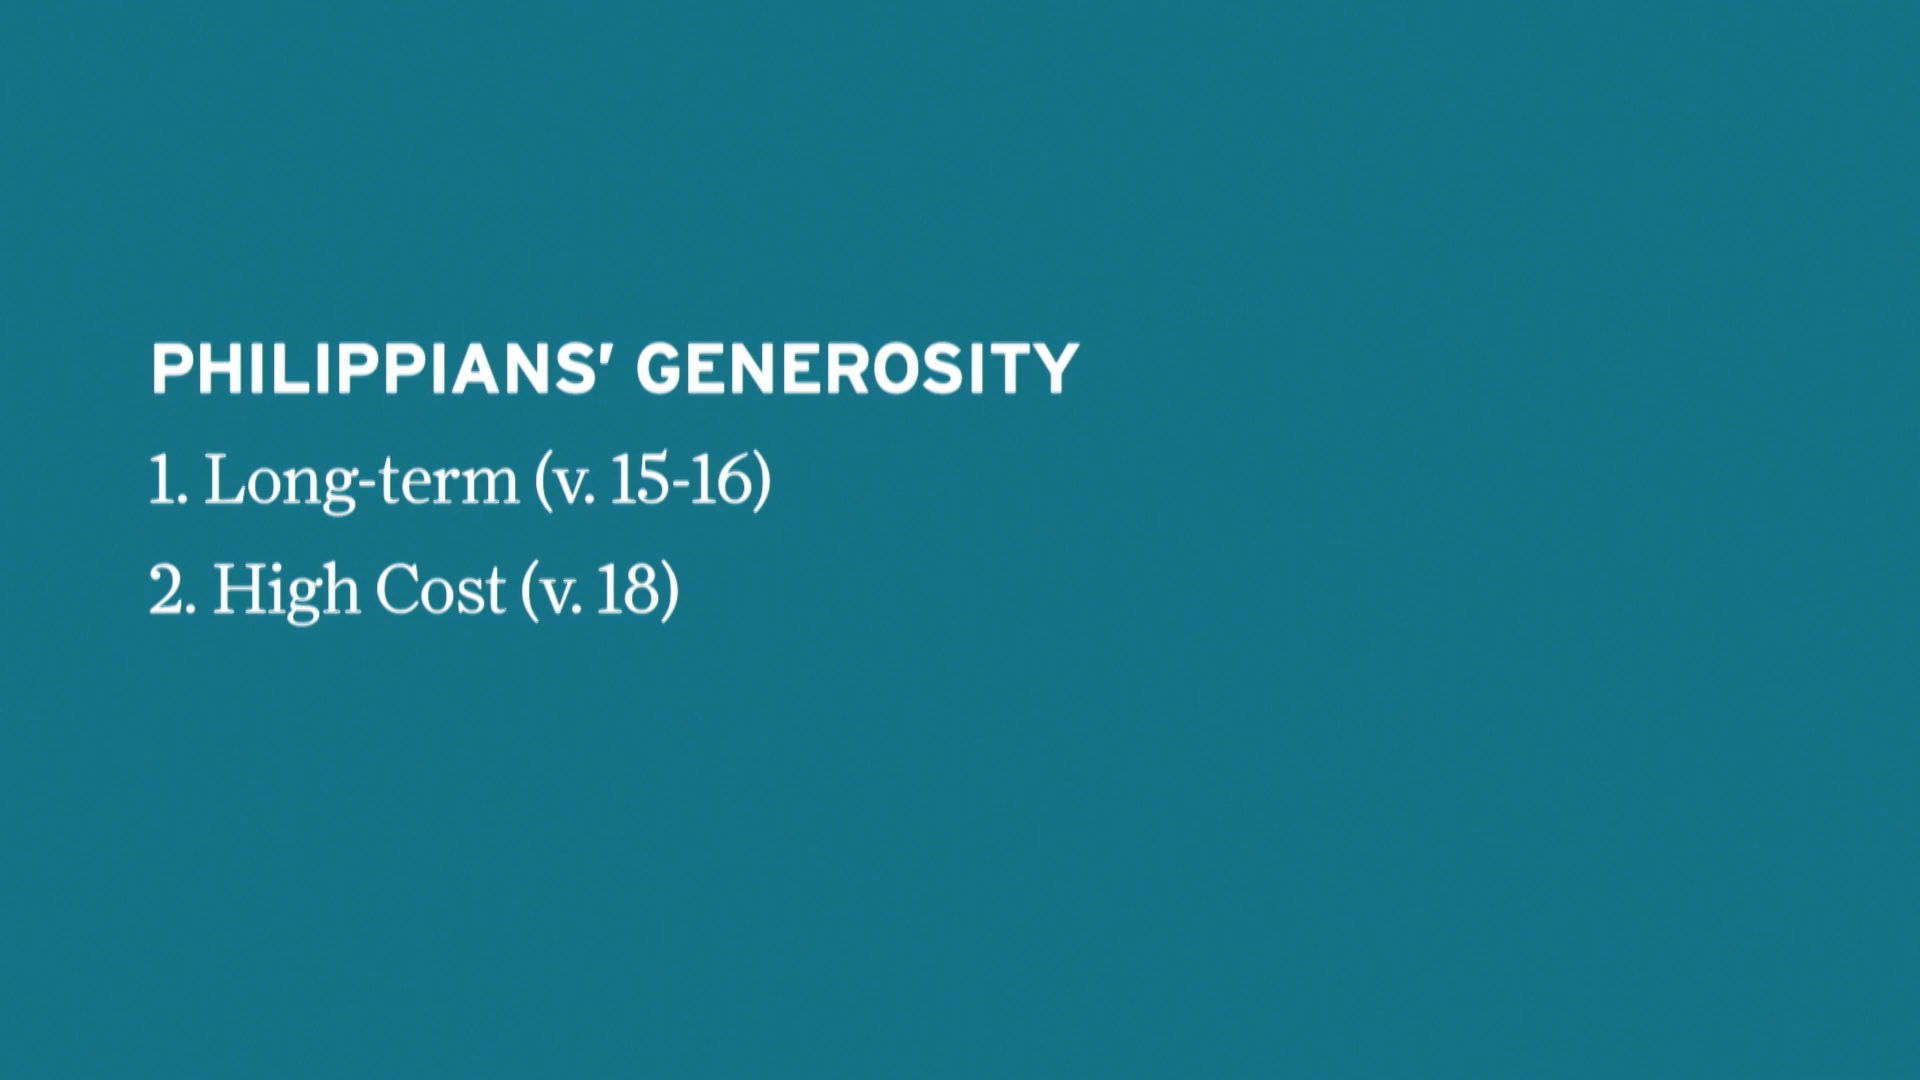 PHILIPPIANS' GENEROSITY
1. Long-term (v. 15-16)
2. High Cost (v. 18)